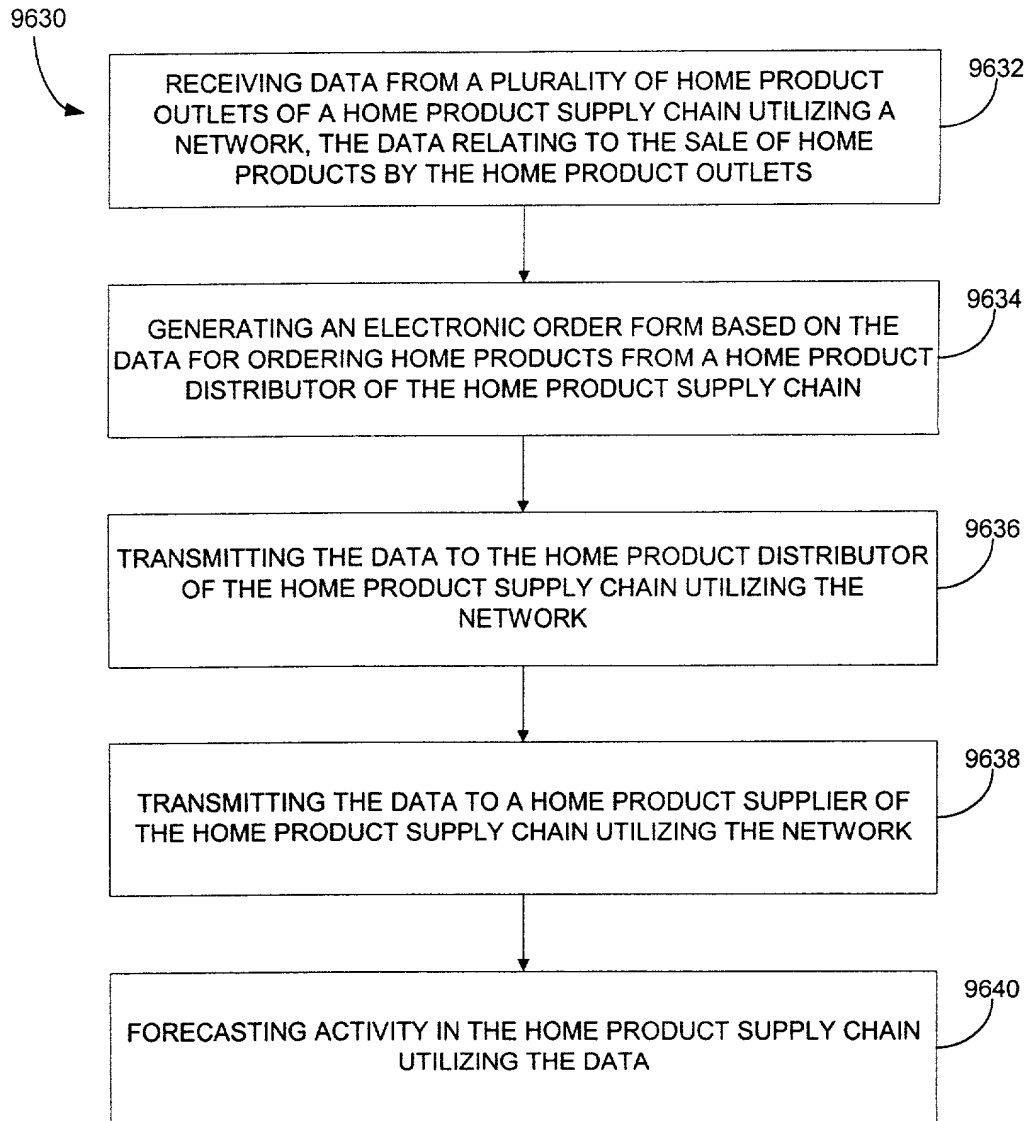 9630
RECEIVING DATA FROM A PLURALITY OF HOME PRODUCT
OUTLETS OF A HOME PRODUCT SUPPLY CHAIN UTILIZING A
NETWORK, THE DATA RELATING TO THE SALE OF HOME
PRODUCTS BY THE HOME PRODUCT OUTLETS
9632
GENERATING AN ELECTRONIC ORDER FORM BASED ON THE
DATA FOR ORDERING HOME PRODUCTS FROM A HOME PRODUCT
DISTRIBUTOR OF THE HOME PRODUCT SUPPLY CHAIN
9634
TRANSMITTING THE DATA TO THE HOME PRODUCT DISTRIBUTOR
OF THE HOME PRODUCT SUPPLY CHAIN UTILIZING THE
NETWORK
9636
TRANSMITTING THE DATA TO A HOME PRODUCT SUPPLIER OF
THE HOME PRODUCT SUPPLY CHAIN UTILIZING THE NETWORK
9638
FORECASTING ACTIVITY IN THE HOME PRODUCT SUPPLY CHAIN
UTILIZING THE DATA
9640